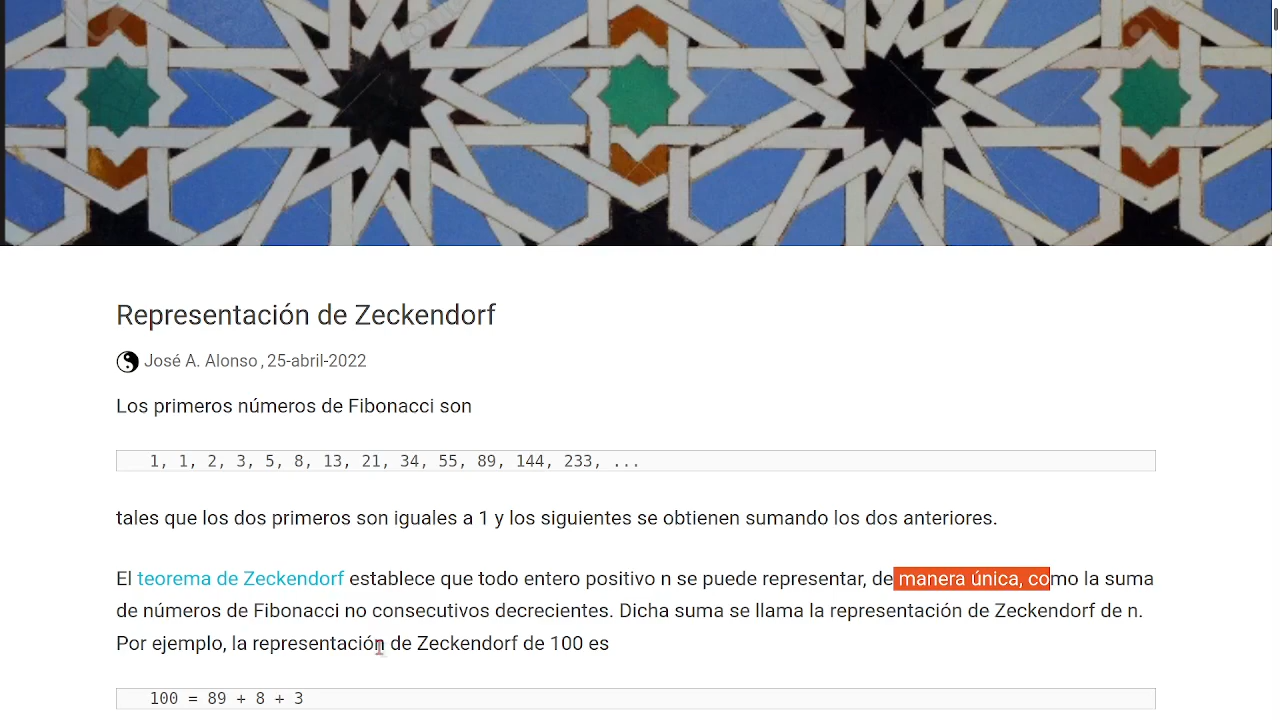 Representación de Zeckendorf
José A. Alonso , 25-abril-2022
Los primeros números de Fibonacci son
1, 1, 2, 3, 5, 8, 13, 21, 34, 55, 89, 144, 233, ...
tales que los dos primeros son iguales a 1 y los siguientes se obtienen sumando los dos anteriores.
El teorema de Zeckendorf establece que todo entero positivo n se puede representar, de manera única, como la suma
de números de Fibonacci no consecutivos decrecientes. Dicha suma se llama la representación de Zeckendorf de n.
Por ejemplo, la representación de Zeckendorf de 100 es
100 = 89 + 8 + 3